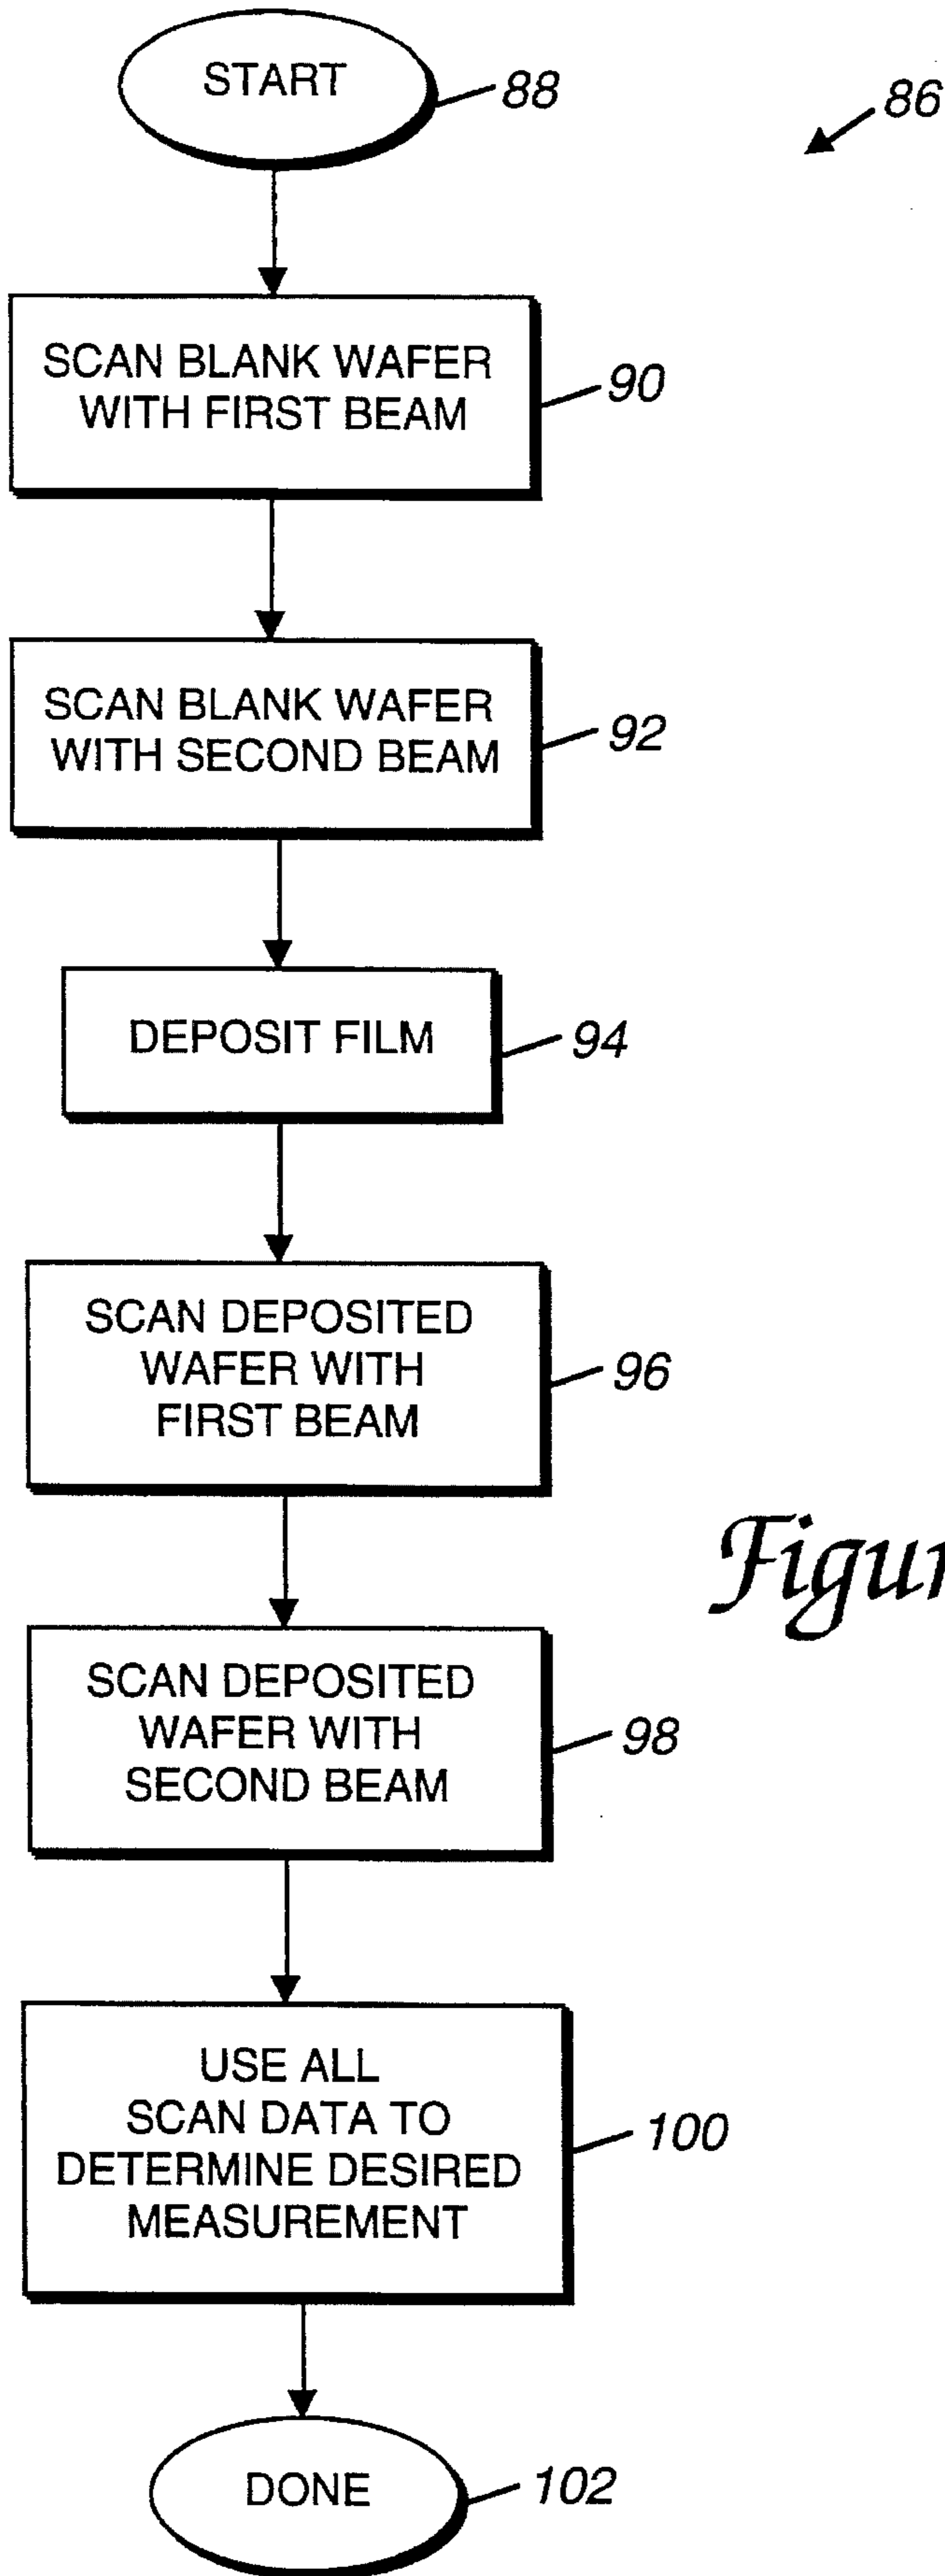 START
88
86
SCAN BLANK WAFER
WITH FIRST BEAM
90
SCAN BLANK WAFER
WITH SECOND BEAM
92
DEPOSIT FILM
94
SCAN DEPOSITED
WAFER WITH
FIRST BEAM
96
Figur
SCAN DEPOSITED
WAFER WITH
SECOND BEAM
98
USE ALL
SCAN DATA TO
DETERMINE DESIRED
MEASUREMENT
100
DONE
102